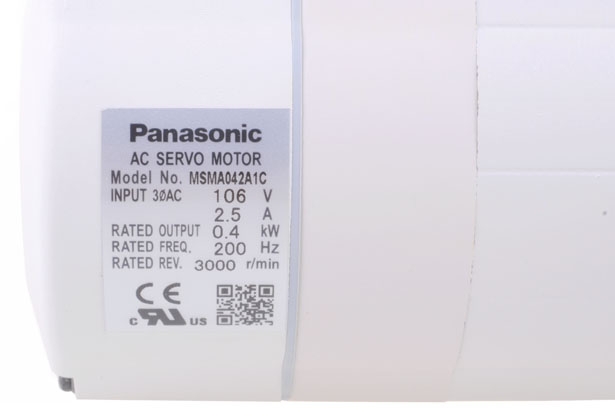 Panasonic
AC SERVO MOTOR
Model No. MSMA042A1C
INPUT 3ØAC 106 V
2.5 A
RATED OUTPUT 0.4 kW
RATED FREQ. 200 Hz
RATED REV. 3000 r/min
CE
c RU US